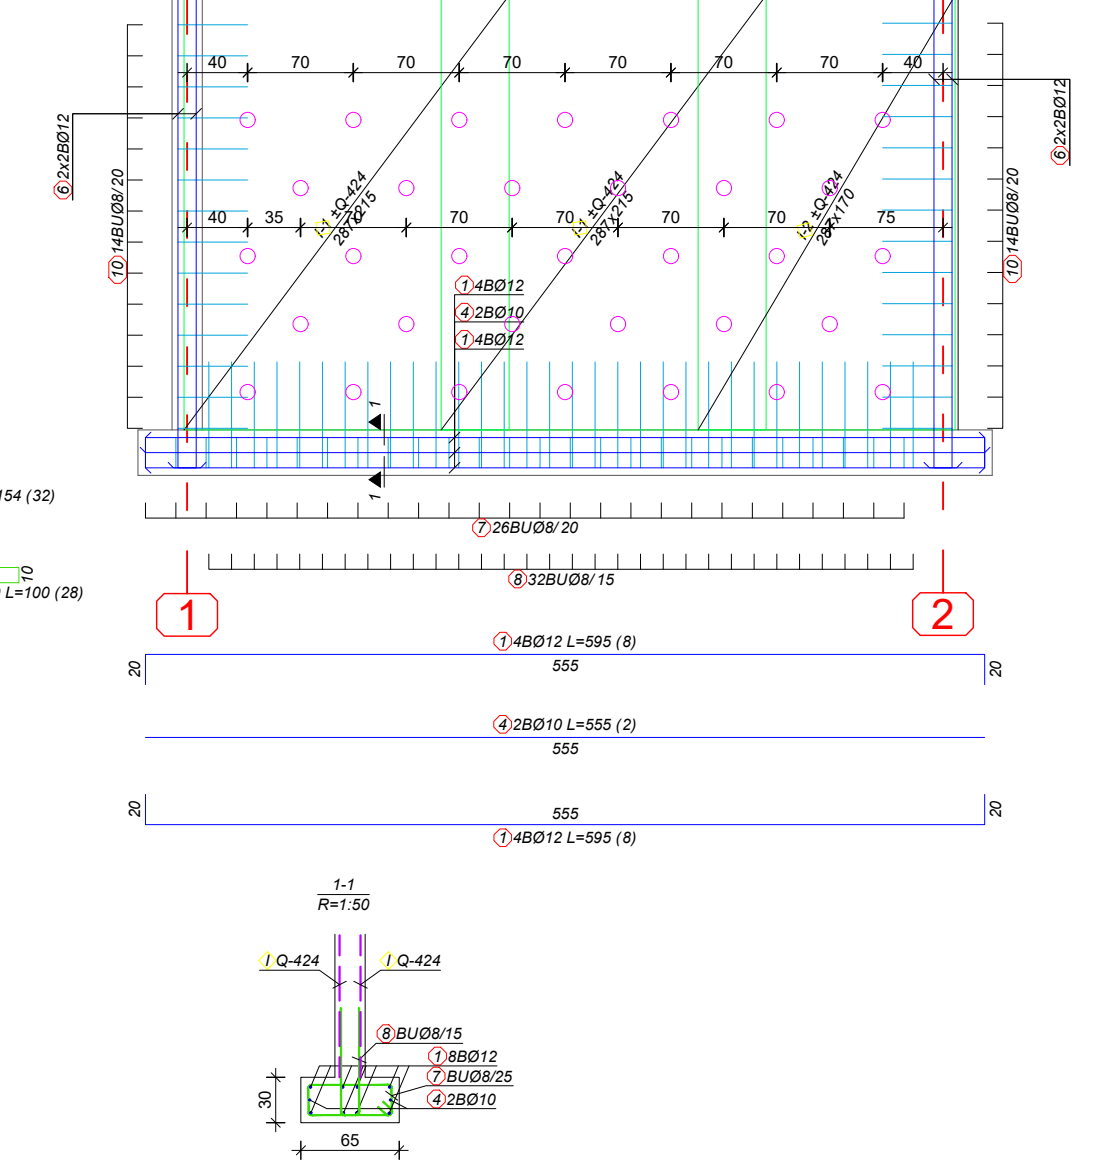 40 70 70 70 70 70 70 40
6 2x2BØ12
6 2x2BØ12
10 14BUØ8/20
10 14BUØ8/20
I-1 ±Q-424
287x215
I-1 ±Q-424
287x215
I-2 ±Q-424
287x170
40 35 70 70 70 70 70 75
1 4BØ12
4 2BØ10
1 4BØ12
1
1
154 (32)
7 26BUØ8/20
10
L=100 (28)
8 32BUØ8/15
1
2
1 4BØ12 L=595 (8)
20 555 20
4 2BØ10 L=555 (2)
555
20 555 20
1 4BØ12 L=595 (8)
1-1
R=1:50
I Q-424 I Q-424
8 BUØ8/15
1 8BØ12
7 BUØ8/25
4 2BØ10
30
65